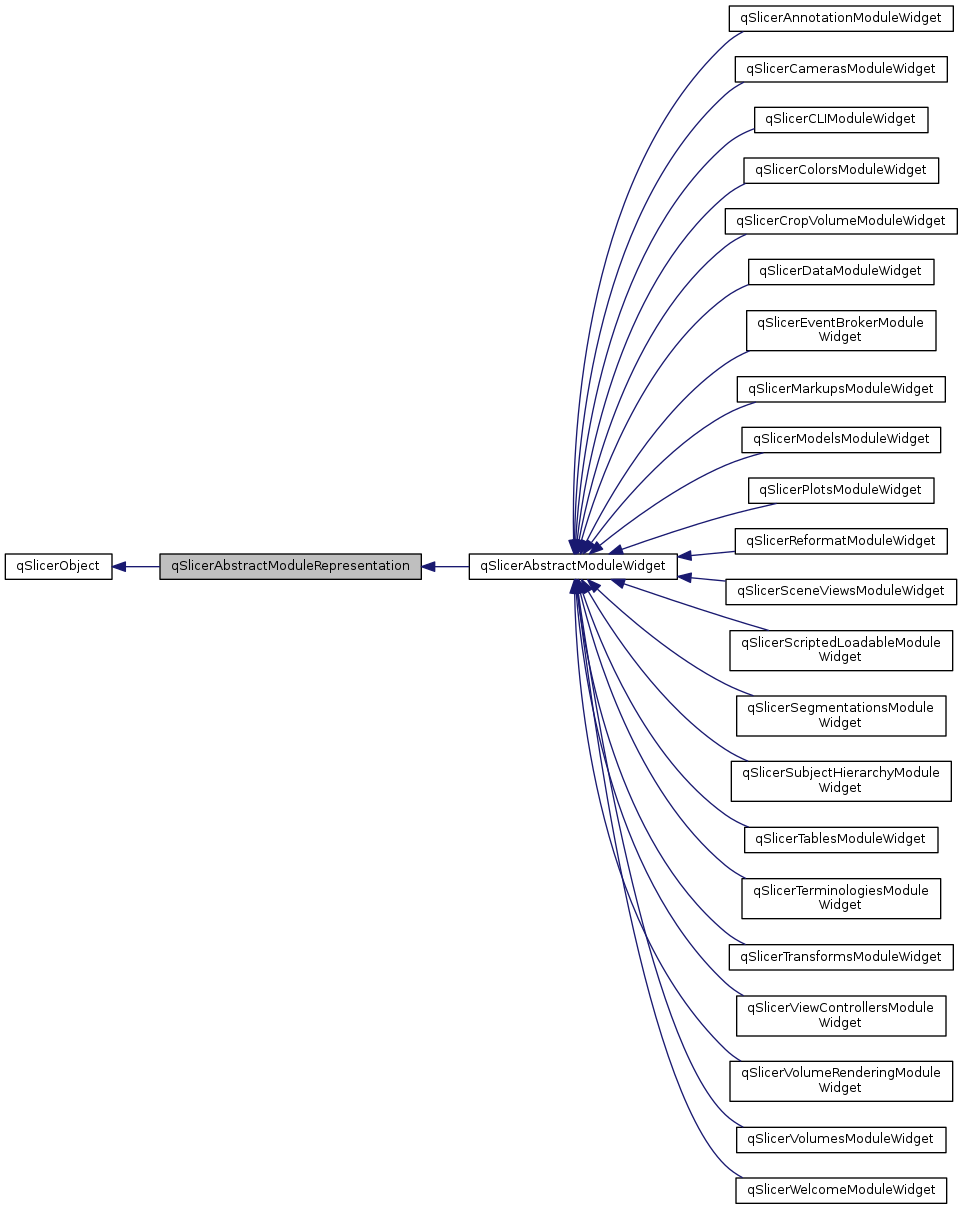 qSlicerAnnotationModuleWidget
qSlicerCamerasModuleWidget
qSlicerCLIModuleWidget
qSlicerColorsModuleWidget
qSlicerCropVolumeModuleWidget
qSlicerDataModuleWidget
qSlicerEventBrokerModule
Widget
qSlicerMarkupsModuleWidget
qSlicerModelsModuleWidget
qSlicerPlotsModuleWidget
qSlicerReformatModuleWidget
qSlicerObject
qSlicerAbstractModuleRepresentation
qSlicerAbstractModuleWidget
qSlicerSceneViewsModuleWidget
qSlicerScriptedLoadableModule
Widget
qSlicerSegmentationsModule
Widget
qSlicerSubjectHierarchyModule
Widget
qSlicerTablesModuleWidget
qSlicerTerminologiesModule
Widget
qSlicerTransformsModuleWidget
qSlicerViewControllersModule
Widget
qSlicerVolumeRenderingModule
Widget
qSlicerVolumesModuleWidget
qSlicerWelcomeModuleWidget